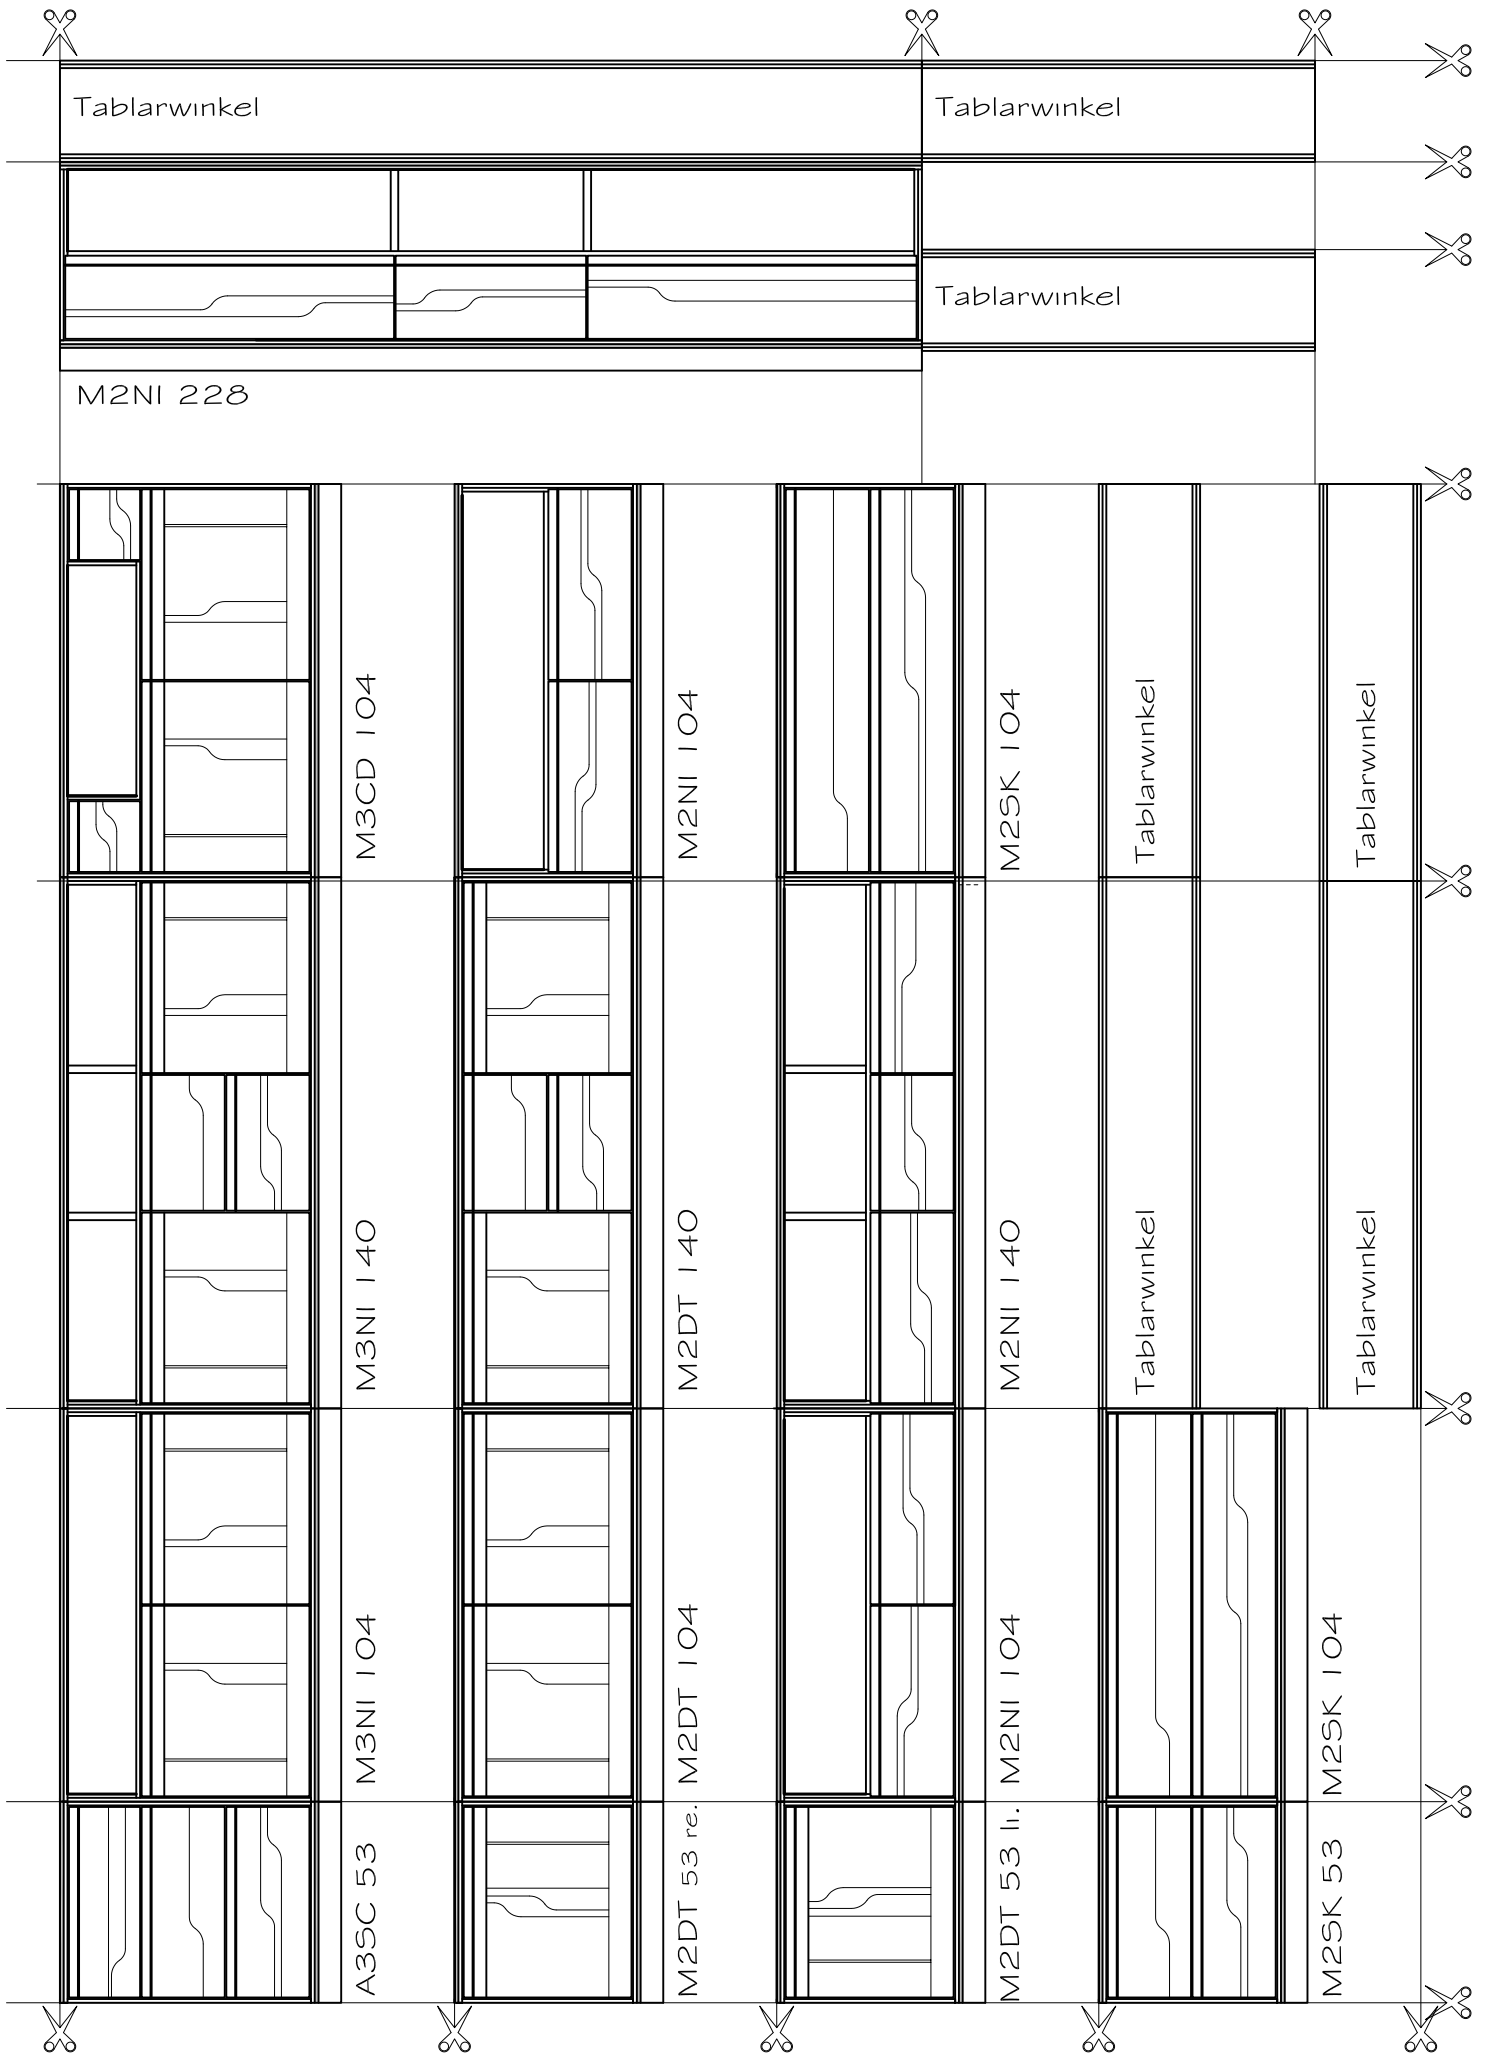 Tablarwinkel
Tablarwinkel
Tablarwinkel
M2NI 228
M3CD 104
M2NI 104
M2SK 104
Tablarwinkel
Tablarwinkel
M3NI 140
M2DT 140
M2NI 140
Tablarwinkel
Tablarwinkel
M3NI 104
M2DT 104
M2NI 104
M2SK 104
A3SC 53
M2DT 53 re.
M2DT 53 li.
M2SK 53